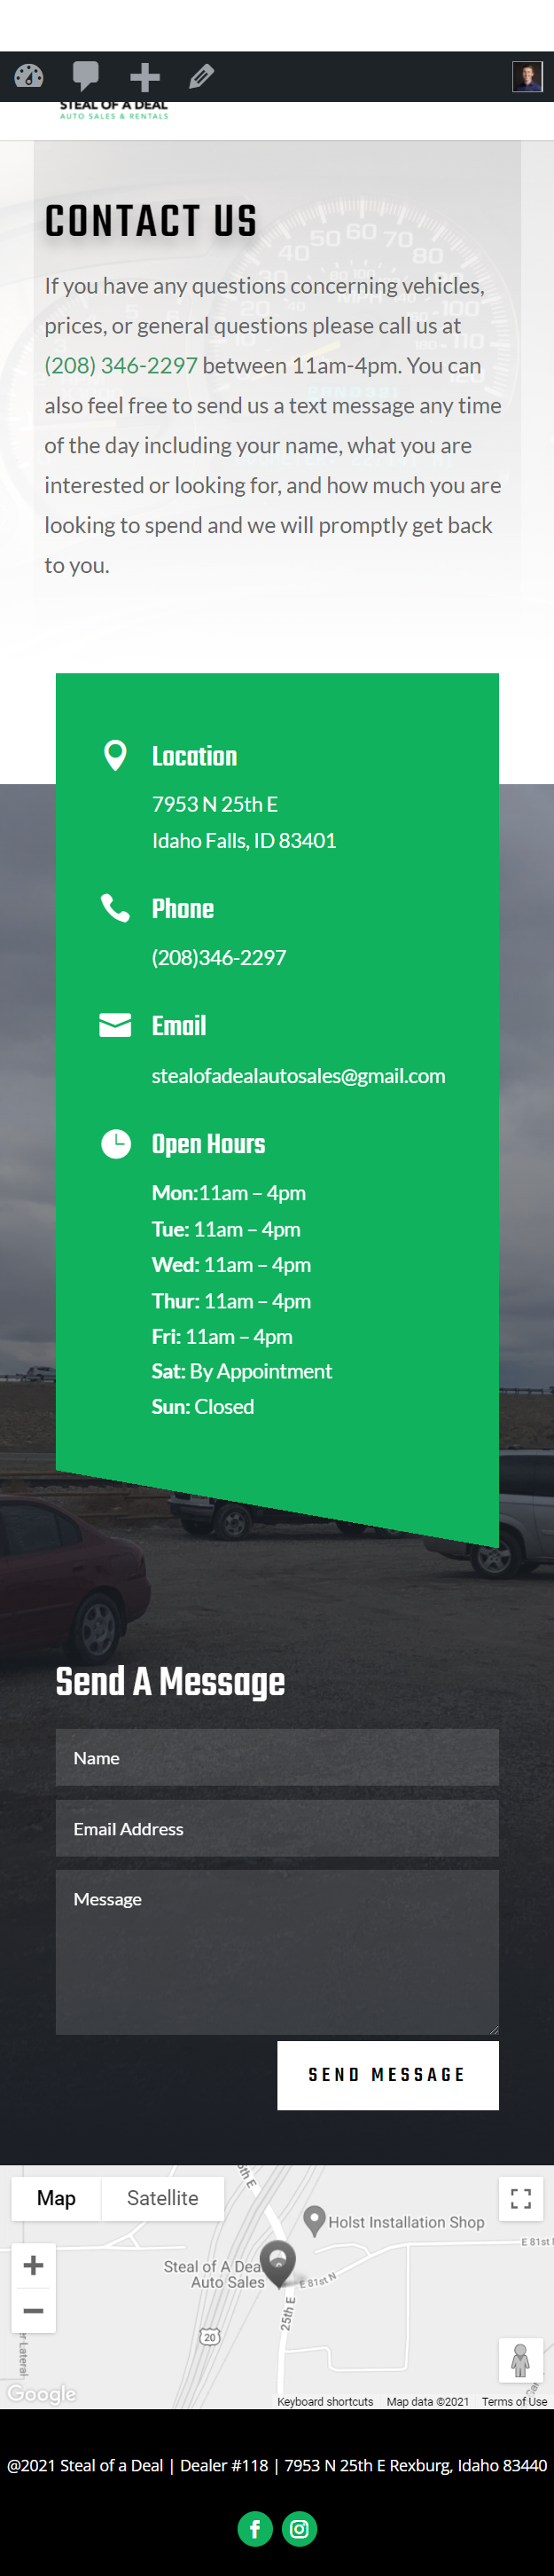 STEAL OF A DEAL
AUTO SALES & RENTALS
CONTACT US
If you have any questions concerning vehicles,
prices, or general questions please call us at
(208) 346-2297 between 11am-4pm. You can
also feel free to send us a text message any time
of the day including your name, what you are
interested or looking for, and how much you are
looking to spend and we will promptly get back
to you.
Location
7953 N 25th E
Idaho Falls, ID 83401
Phone
(208)346-2297
Email
stealofadealautosales@gmail.com
Open Hours
Mon:11am – 4pm
Tue: 11am – 4pm
Wed: 11am – 4pm
Thur: 11am – 4pm
Fri: 11am – 4pm
Sat: By Appointment
Sun: Closed
Send A Message
Name
Email Address
Message
SEND MESSAGE
Map
Satellite
Holst Installation Shop
E 81st
Steal of A Deal
Auto Sales
E 81st N
25th E
20
Lateral
Google
Keyboard shortcuts
Map data ©2021
Terms of Use
@2021 Steal of a Deal | Dealer #118 | 7953 N 25th E Rexburg, Idaho 83440